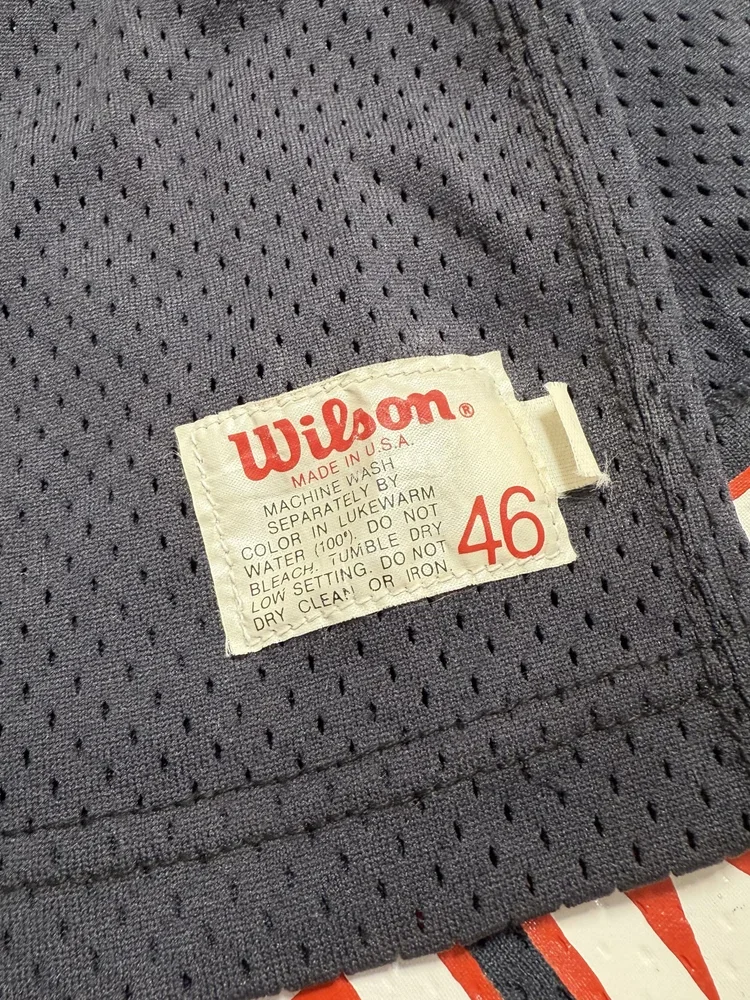 Wilson®
MADE IN U.S.A.
MACHINE WASH
SEPARATELY BY
COLOR IN LUKEWARM
WATER (100°). DO NOT
BLEACH. TUMBLE DRY
LOW SETTING. DO NOT
DRY CLEAN OR IRON.
46